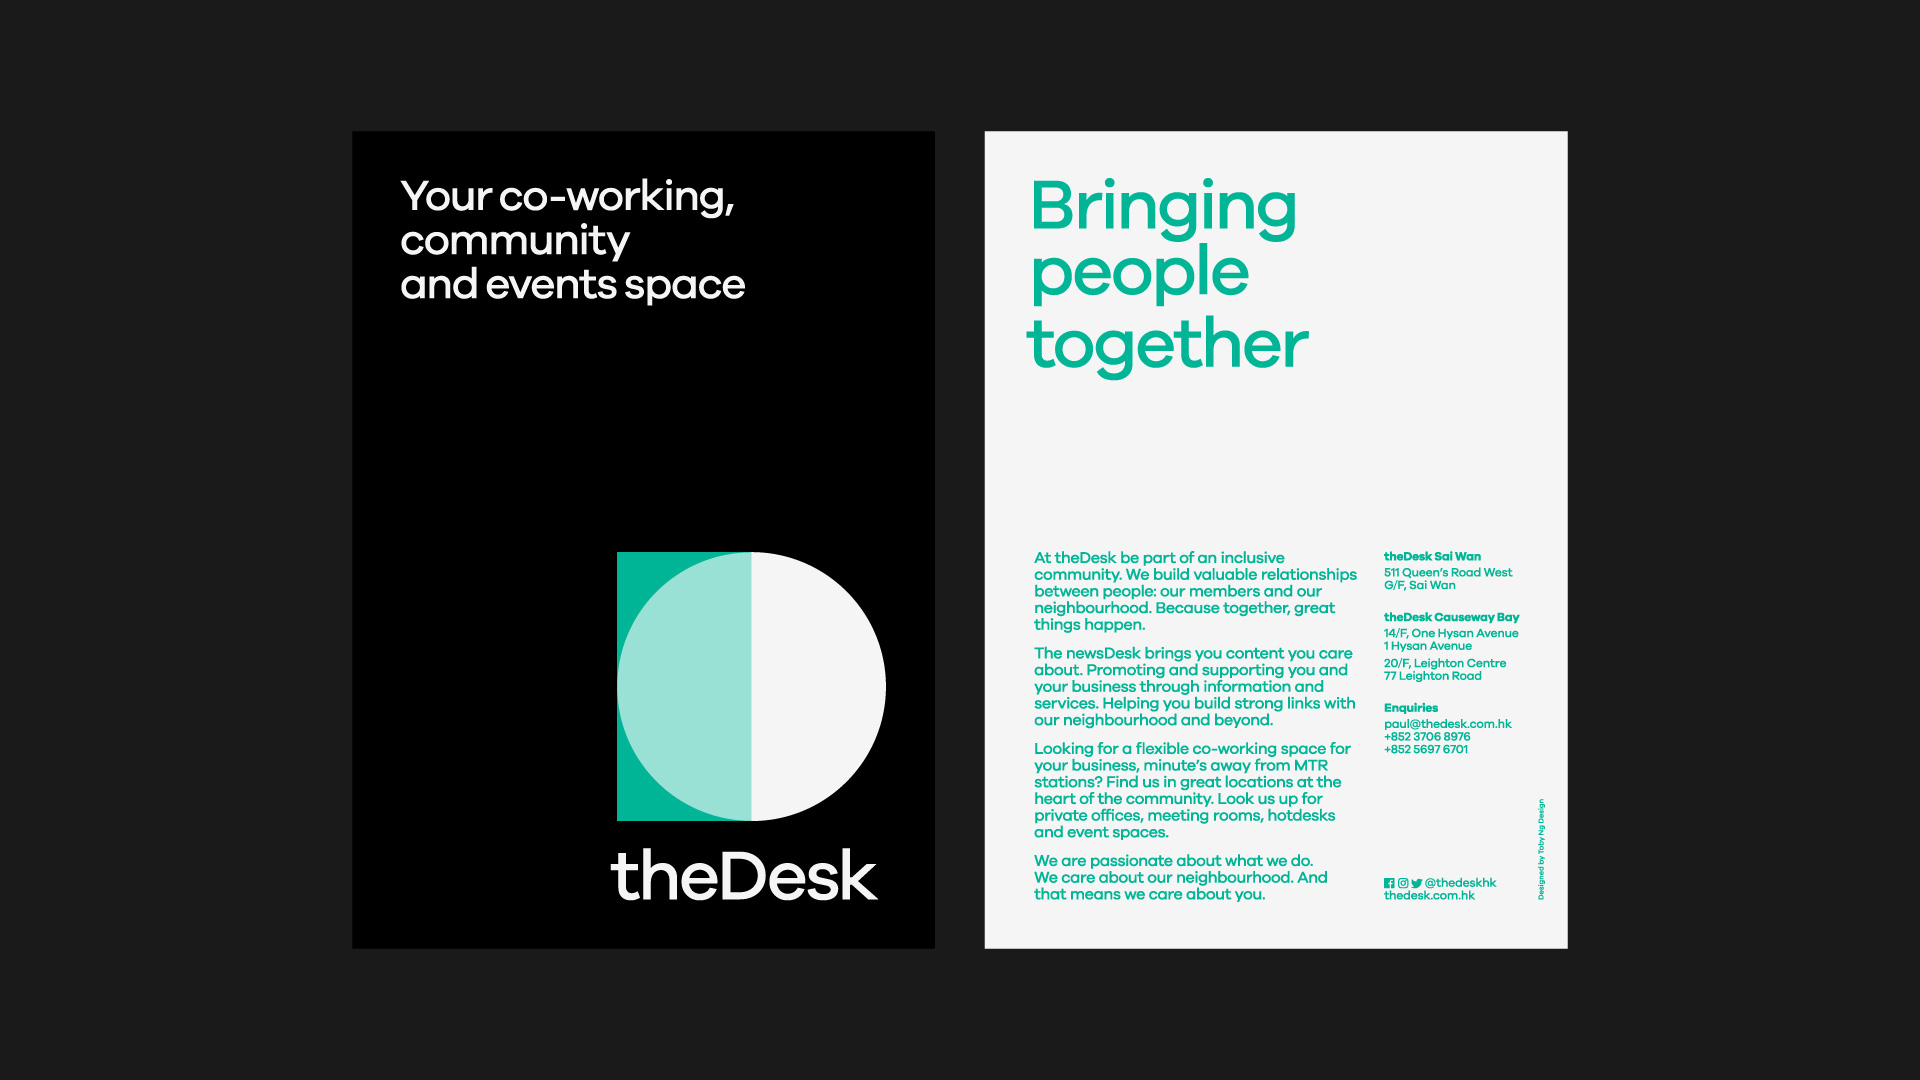 Your co-working,
community
and events space
theDesk
Bringing
people
together
At theDesk be part of an inclusive
community. We build valuable relationships
between people: our members and our
neighbourhood. Because together, great
things happen.
The newsDesk brings you content you care
about. Promoting and supporting you and
your business through information and
services. Helping you build strong links with
our neighbourhood and beyond.
Looking for a flexible co-working space for
your business, minute's away from MTR
stations? Find us in great locations at the
heart of the community. Look us up for
private offices, meeting rooms, hotdesks
and event spaces.
We are passionate about what we do.
We care about our neighbourhood. And
that means we care about you.
theDesk Sai Wan
511 Queen's Road West
G/F, Sai Wan
theDesk Causeway Bay
14/F, One Hysan Avenue
1 Hysan Avenue
20/F, Leighton Centre
77 Leighton Road
Enquiries
paul@thedesk.com.hk
+852 3706 8976
+852 5697 6701
@thedeskhk
thedesk.com.hk
Designed by Toby Ng Design